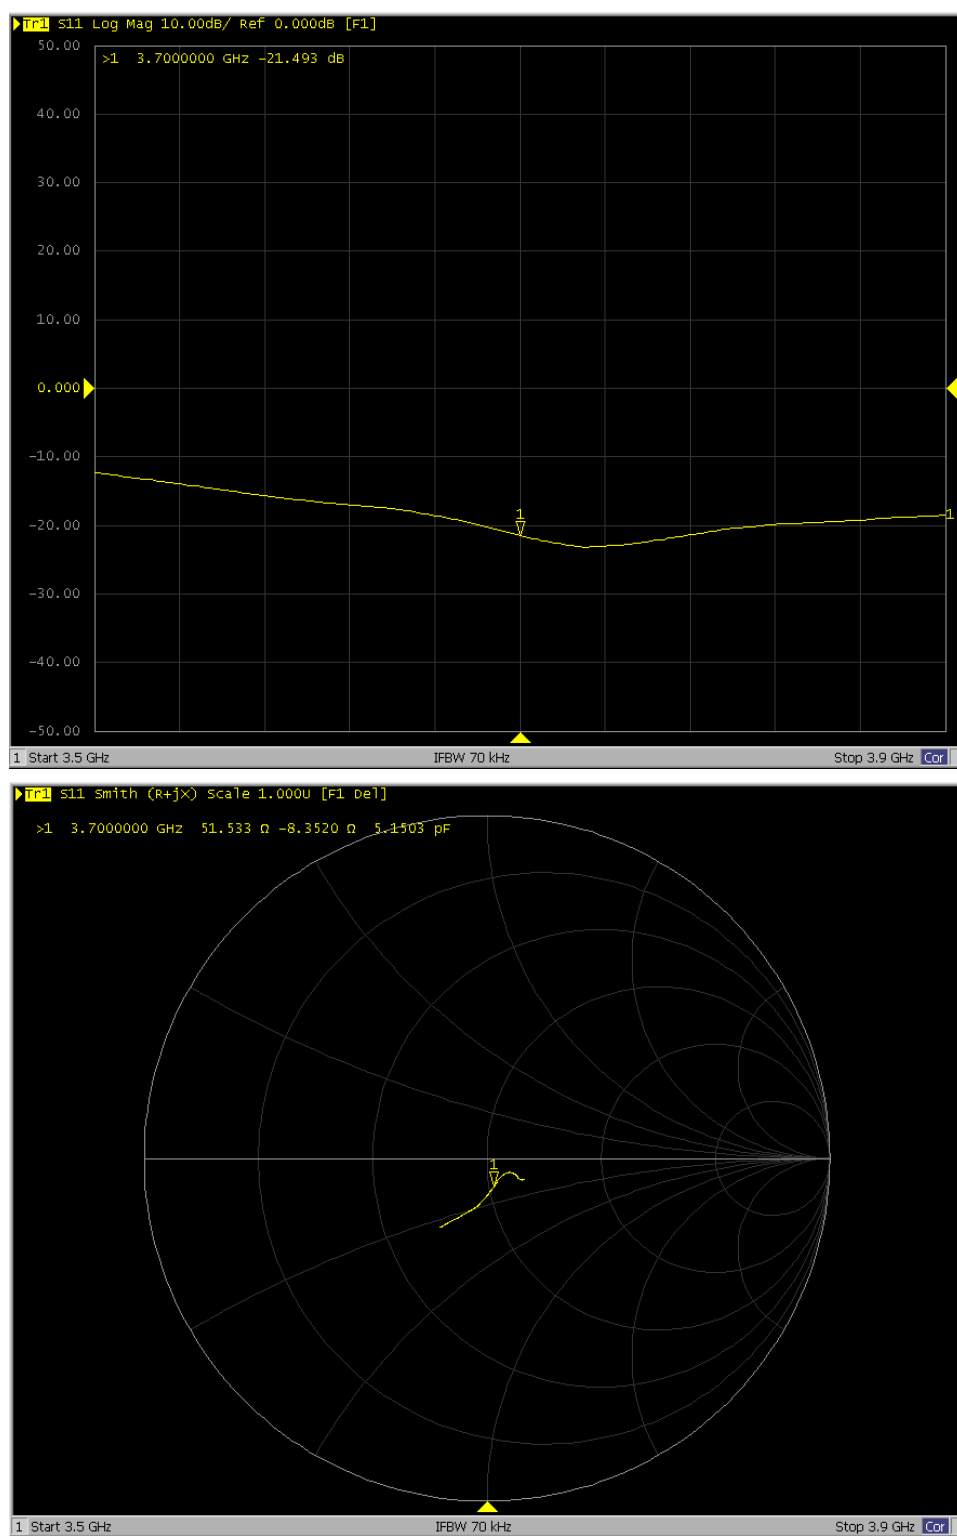 Tr1 S11 Log Mag 10.00dB/ Ref 0.000dB [F1]
50.00
>1 3.7000000 GHz -21.493 dB
40.00
30.00
20.00
10.00
0.000
-10.00
1
1
-20.00
-30.00
-40.00
-50.00
1 Start 3.5 GHz IFBW 70 kHz Stop 3.9 GHz Cor
Tr1 S11 Smith (R+jX) Scale 1.000U [F1 Del]
>1 3.7000000 GHz 51.533 Ω -8.3520 Ω 5.1503 pF
1
1 Start 3.5 GHz IFBW 70 kHz Stop 3.9 GHz Cor